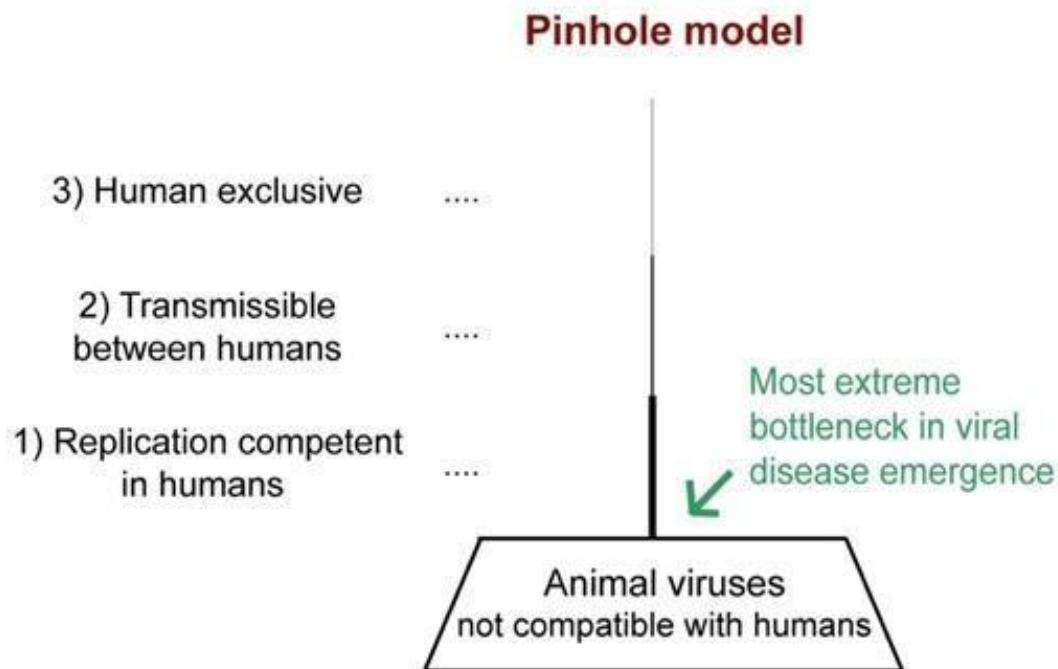 Pinhole model
3) Human exclusive ....
2) Transmissible
between humans ....
1) Replication competent
in humans ....
Most extreme
bottleneck in viral
disease emergence
Animal viruses
not compatible with humans